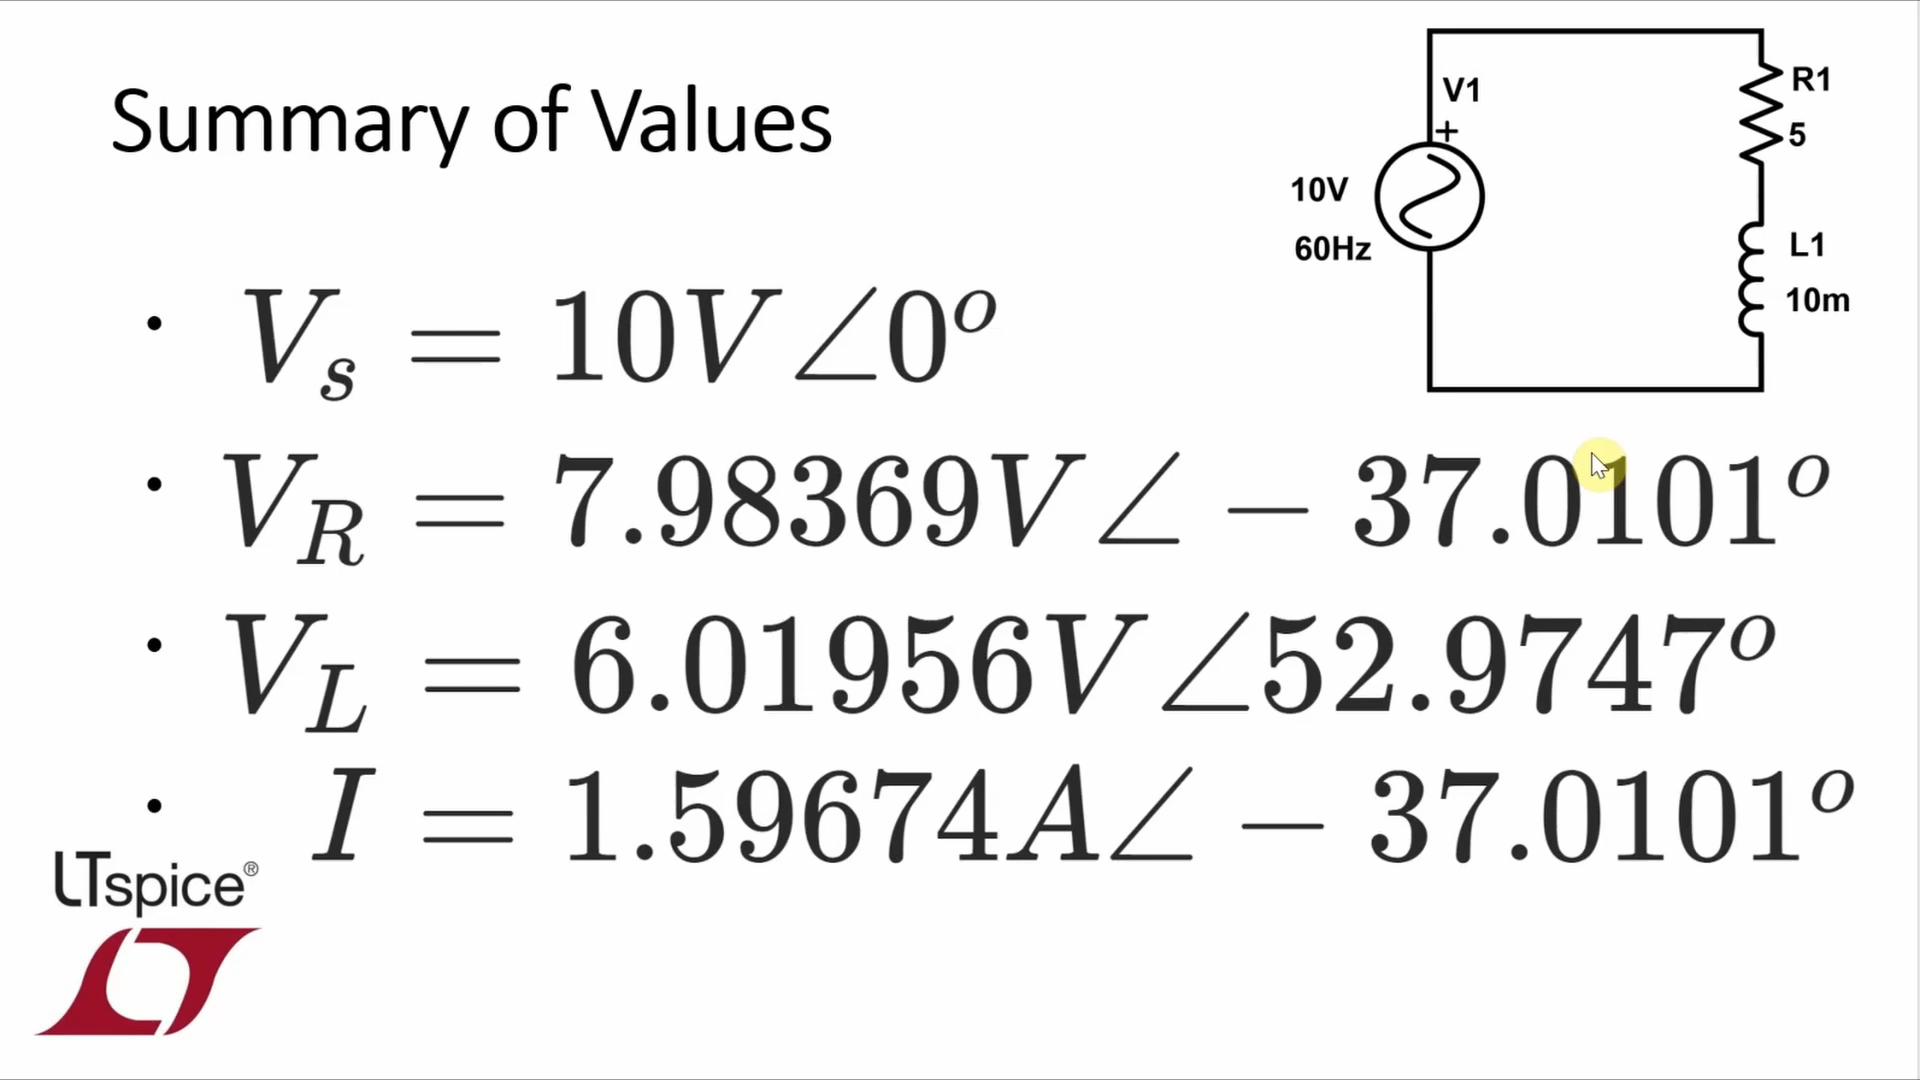 Summary of Values
V1
+
10V
60Hz
R1
5
L1
10m
• V_s = 10V∠0°
• V_R = 7.98369V∠ − 37.0101°
• V_L = 6.01956V∠52.9747°
• I = 1.59674A∠ − 37.0101°
LTspice®